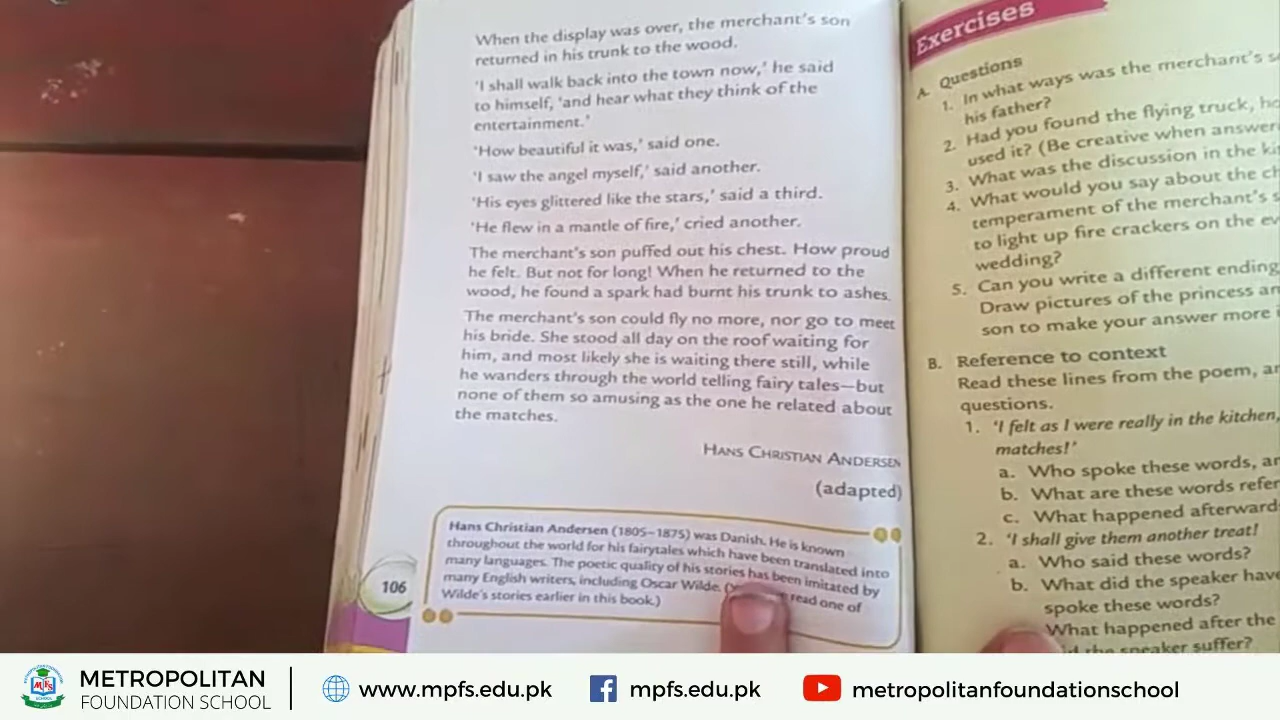 When the display was over, the merchant's son
returned in his trunk to the wood.
'I shall walk back into the town now,' he said
to himself, 'and hear what they think of the
entertainment.'
'How beautiful it was,' said one.
'I saw the angel myself,' said another.
'His eyes glittered like the stars,' said a third.
'He flew in a mantle of fire,' cried another.
The merchant's son puffed out his chest. How proud
he felt. But not for long! When he returned to the
wood, he found a spark had burnt his trunk to ashes.
The merchant's son could fly no more, nor go to meet
his bride. She stood all day on the roof waiting for
him, and most likely she is waiting there still, while
he wanders through the world telling fairy tales—but
none of them so amusing as the one he related about
the matches.
HANS CHRISTIAN ANDERSEN
(adapted)
Hans Christian Andersen (1805–1875) was Danish. He is known
throughout the world for his fairytales which have been translated into
many languages. The poetic quality of his stories has been imitated by
many English writers, including Oscar Wilde. read one of
Wilde's stories earlier in this book.)
106
Exercises
A. Questions
1. In what ways was the merchant's
his father?
2. Had you found the flying truck,
used it? (Be creative when
3. What was the discussion in the
4. What would you say about the
temperament of the merchant's
to light up fire crackers on the
wedding?
5. Can you write a different ending
Draw pictures of the princess
son to make your answer more
B. Reference to context
Read these lines from the poem,
questions.
1. 'I felt as I were really in the kitchen,
matches!'
a. Who spoke these words,
b. What are these words
c. What happened
2. 'I shall give them another treat!
a. Who said these words?
b. What did the speaker
spoke these words?
What happened after the
the speaker suffer?
METROPOLITAN
FOUNDATION SCHOOL
www.mpfs.edu.pk
mpfs.edu.pk
metropolitanfoundationschool